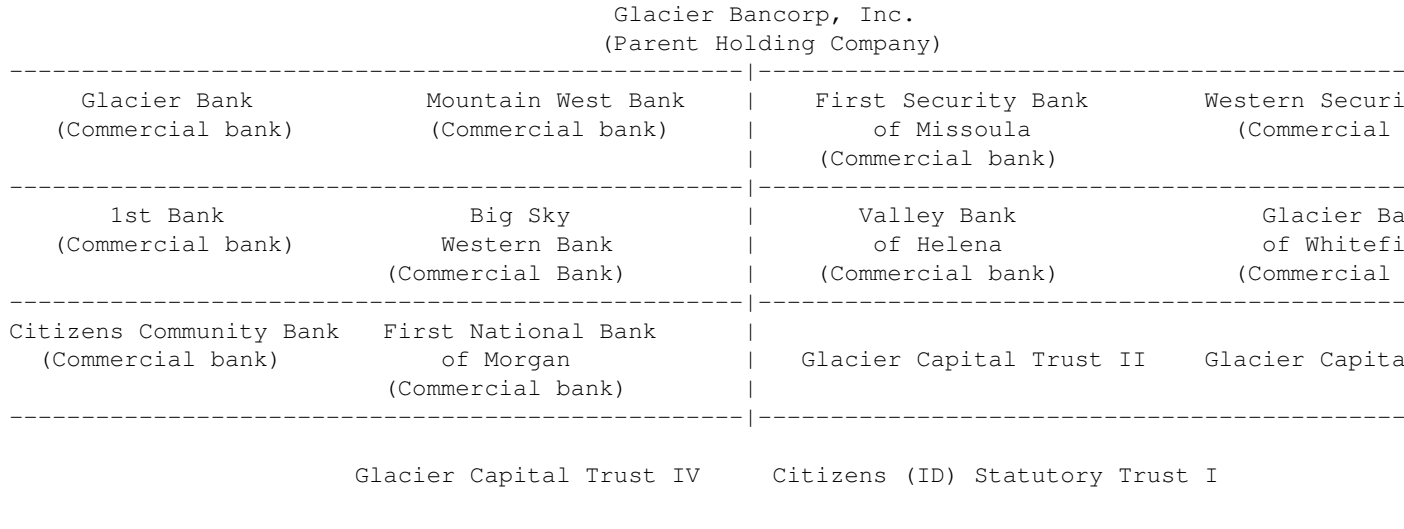 Glacier Bancorp, Inc.
(Parent Holding Company)
Glacier Bank Mountain West Bank | First Security Bank Western Securi
(Commercial bank) (Commercial bank) | of Missoula (Commercial
| (Commercial bank)
1st Bank Big Sky | Valley Bank Glacier Ba
(Commercial bank) Western Bank | of Helena of Whitefi
(Commercial Bank) | (Commercial bank) (Commercial
Citizens Community Bank First National Bank |
(Commercial bank) of Morgan | Glacier Capital Trust II Glacier Capita
(Commercial bank) |
Glacier Capital Trust IV Citizens (ID) Statutory Trust I